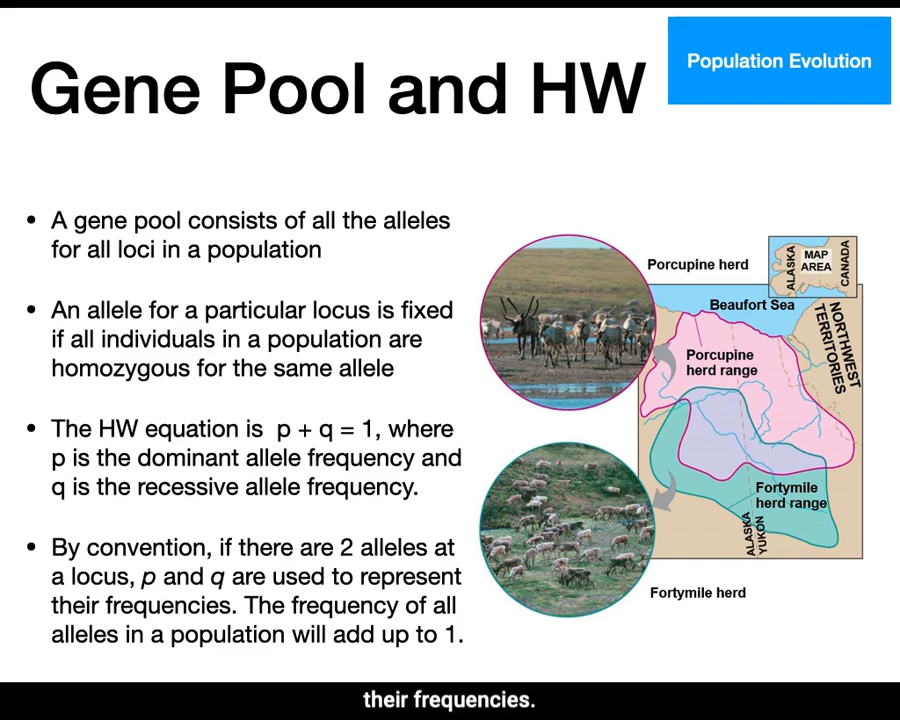 Population Evolution
Gene Pool and HW
• A gene pool consists of all the alleles
for all loci in a population
• An allele for a particular locus is fixed
if all individuals in a population are
homozygous for the same allele
• The HW equation is p + q = 1, where
p is the dominant allele frequency and
q is the recessive allele frequency.
• By convention, if there are 2 alleles at
a locus, p and q are used to represent
their frequencies. The frequency of all
alleles in a population will add up to 1.
Porcupine herd
ALASKA
MAP
AREA
CANADA
Beaufort Sea
NORTHWEST
TERRITORIES
Porcupine
herd range
Fortymile
herd range
ALASKA
YUKON
Fortymile herd
their frequencies.